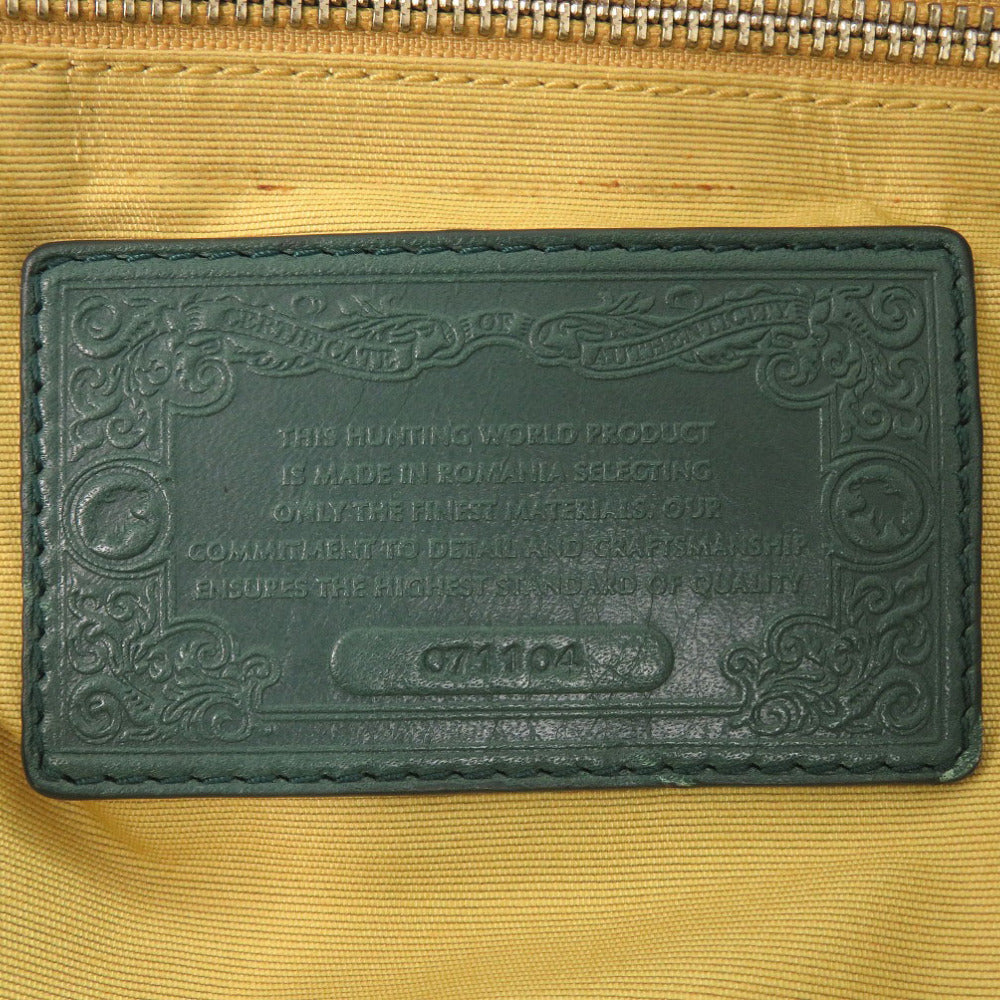 CERTIFICATE OF AUTHENTICITY
THIS HUNTING WORLD PRODUCT
IS MADE IN ROMANIA SELECTING
ONLY THE FINEST MATERIALS. OUR
COMMITMENT TO DETAIL AND CRAFTSMANSHIP
ENSURES THE HIGHEST STANDARD OF QUALITY
071104